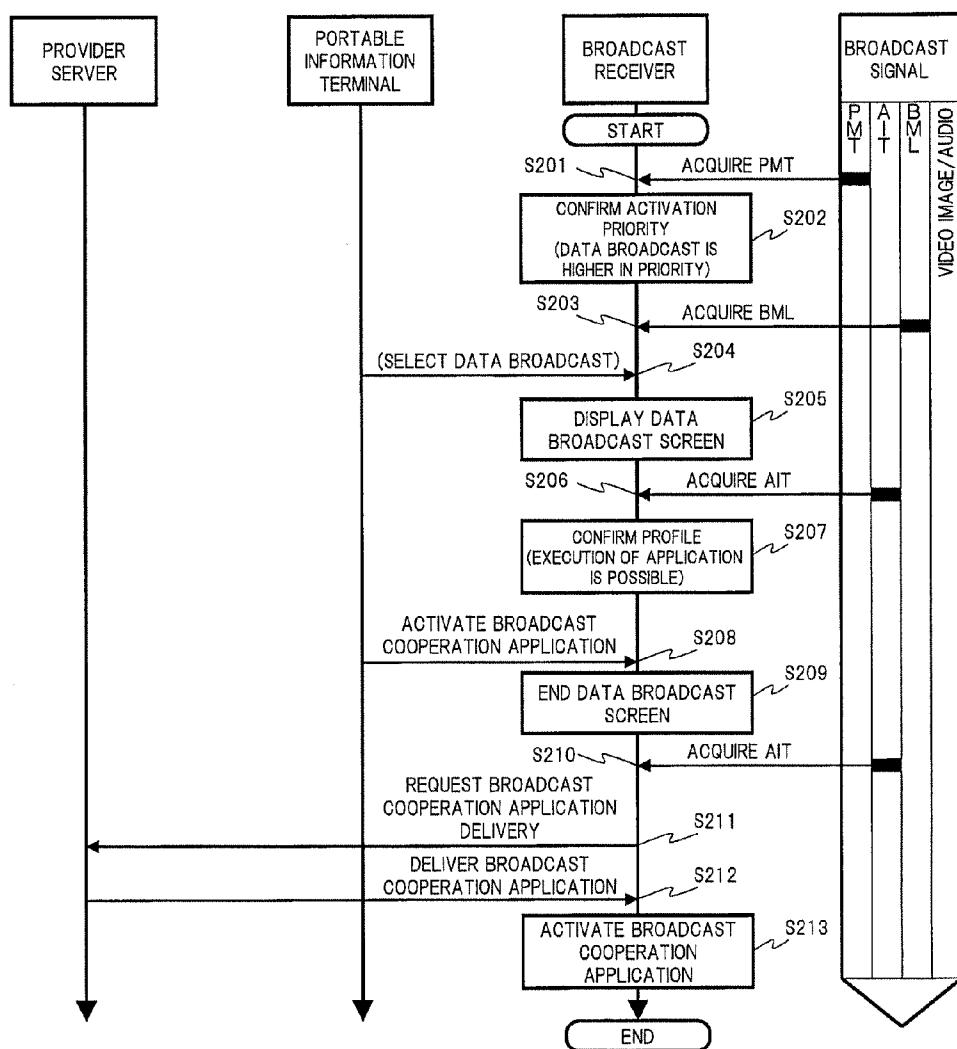 PROVIDER
SERVER
PORTABLE
INFORMATION
TERMINAL
BROADCAST
RECEIVER
BROADCAST
SIGNAL
PMT
AIT
BML
VIDEO IMAGE/AUDIO
START
S201
ACQUIRE PMT
CONFIRM ACTIVATION
PRIORITY
(DATA BROADCAST IS
HIGHER IN PRIORITY)
S202
S203
ACQUIRE BML
(SELECT DATA BROADCAST)
S204
DISPLAY DATA
BROADCAST SCREEN
S205
S206
ACQUIRE AIT
CONFIRM PROFILE
(EXECUTION OF APPLICATION
IS POSSIBLE)
S207
ACTIVATE BROADCAST
COOPERATION APPLICATION
S208
END DATA BROADCAST
SCREEN
S209
S210
ACQUIRE AIT
REQUEST BROADCAST
COOPERATION APPLICATION
DELIVERY
S211
DELIVER BROADCAST
COOPERATION APPLICATION
S212
ACTIVATE BROADCAST
COOPERATION
APPLICATION
S213
END